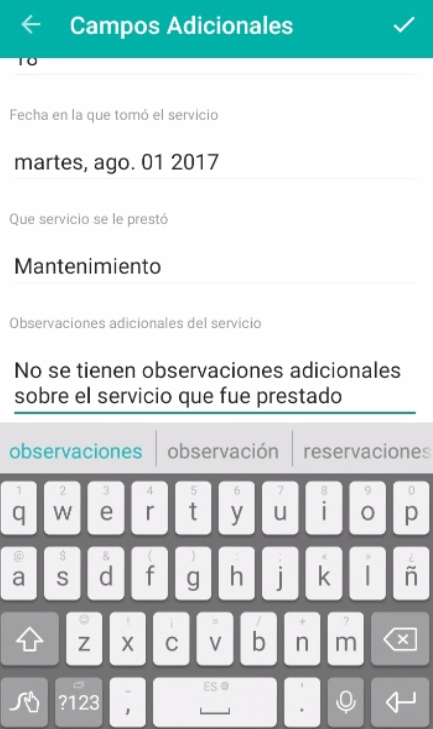 Campos Adicionales
18
Fecha en la que tomó el servicio
martes, ago. 01 2017
Que servicio se le prestó
Mantenimiento
Observaciones adicionales del servicio
No se tienen observaciones adicionales
sobre el servicio que fue prestado
observaciones observación reservaciones
1 2 3 4 5 6 7 8 9 0
q w e r t y u i o p
@ $ & ( ) : ; " ¿
a s d f g h j k l ñ
! ¡ = / + ?
z x c v b n m
?123 , ES .